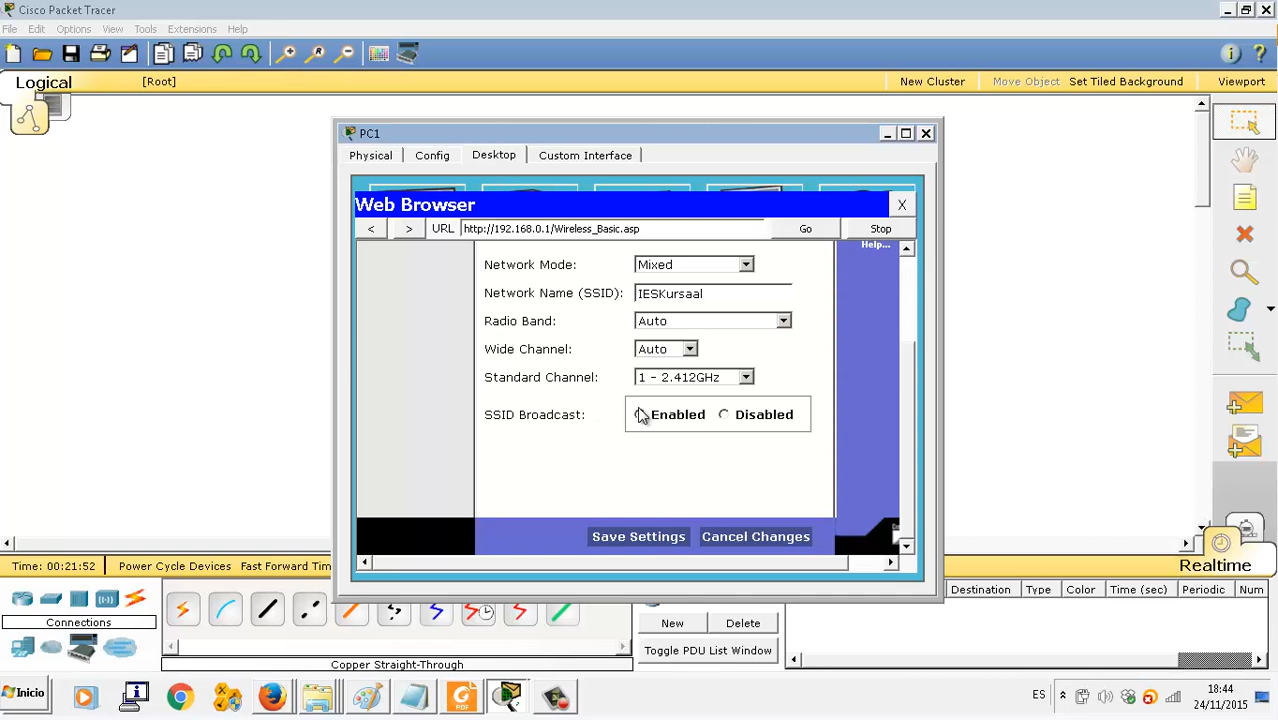 Cisco Packet Tracer
File Edit Options View Tools Extensions Help
Logical [Root] New Cluster Move Object Set Tiled Background Viewport
PC1
Physical Config Desktop Custom Interface
Web Browser X
< > URL http://192.168.0.1/Wireless_Basic.asp Go Stop
Help...
Network Mode: Mixed
Network Name (SSID): IESKursaal
Radio Band: Auto
Wide Channel: Auto
Standard Channel: 1 - 2.412GHz
SSID Broadcast: Enabled Disabled
Save Settings Cancel Changes
Time: 00:21:52 Power Cycle Devices Fast Forward Tim Realtime
Connections
Copper Straight-Through
New Delete
Toggle PDU List Window
Destination Type Color Time (sec) Periodic Num
Inicio PDF ES 18:44
24/11/2015